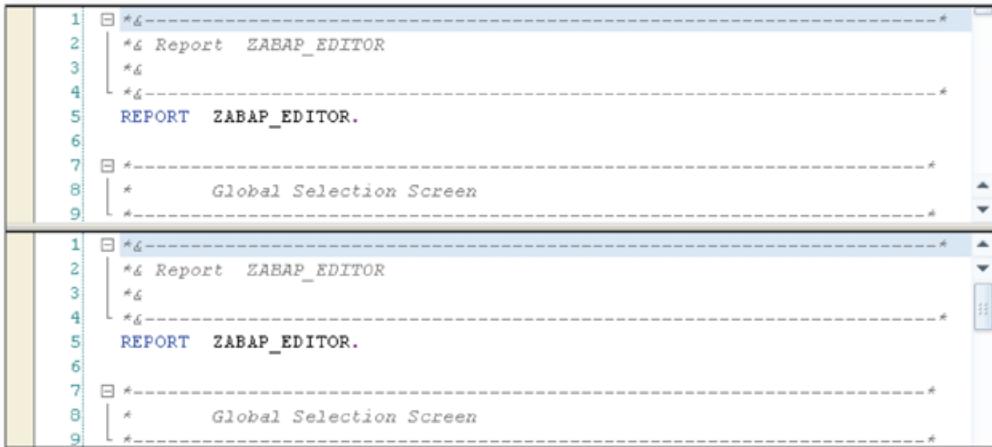 1 *&---------------------------------------------------------------------*
2 *& Report  ZABAP_EDITOR
3 *&
4 *&---------------------------------------------------------------------*
5 REPORT  ZABAP_EDITOR.
6
7 *---------------------------------------------------------------------*
8 *       Global Selection Screen
9 *---------------------------------------------------------------------*
1 *&---------------------------------------------------------------------*
2 *& Report  ZABAP_EDITOR
3 *&
4 *&---------------------------------------------------------------------*
5 REPORT  ZABAP_EDITOR.
6
7 *---------------------------------------------------------------------*
8 *       Global Selection Screen
9 *---------------------------------------------------------------------*